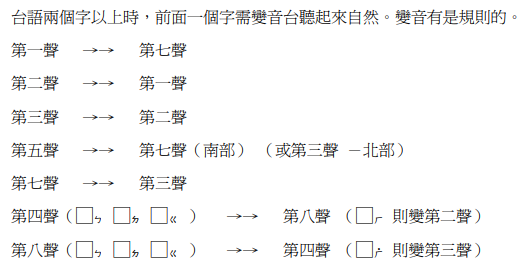 台語兩個字以上時，前面一個字需變音台聽起來自然。變音有是規則的。
第一聲 →→ 第七聲
第二聲 →→ 第一聲
第三聲 →→ 第二聲
第五聲 →→ 第七聲（南部）（或第三聲 －北部）
第七聲 →→ 第三聲
第四聲（□ㄅ □ㄉ □ㄍ ） →→ 第八聲 （□ㄏ 則變第二聲）
第八聲（□ㄅ □ㄉ □ㄍ ） →→ 第四聲 （□ㄏ̇ 則變第三聲）